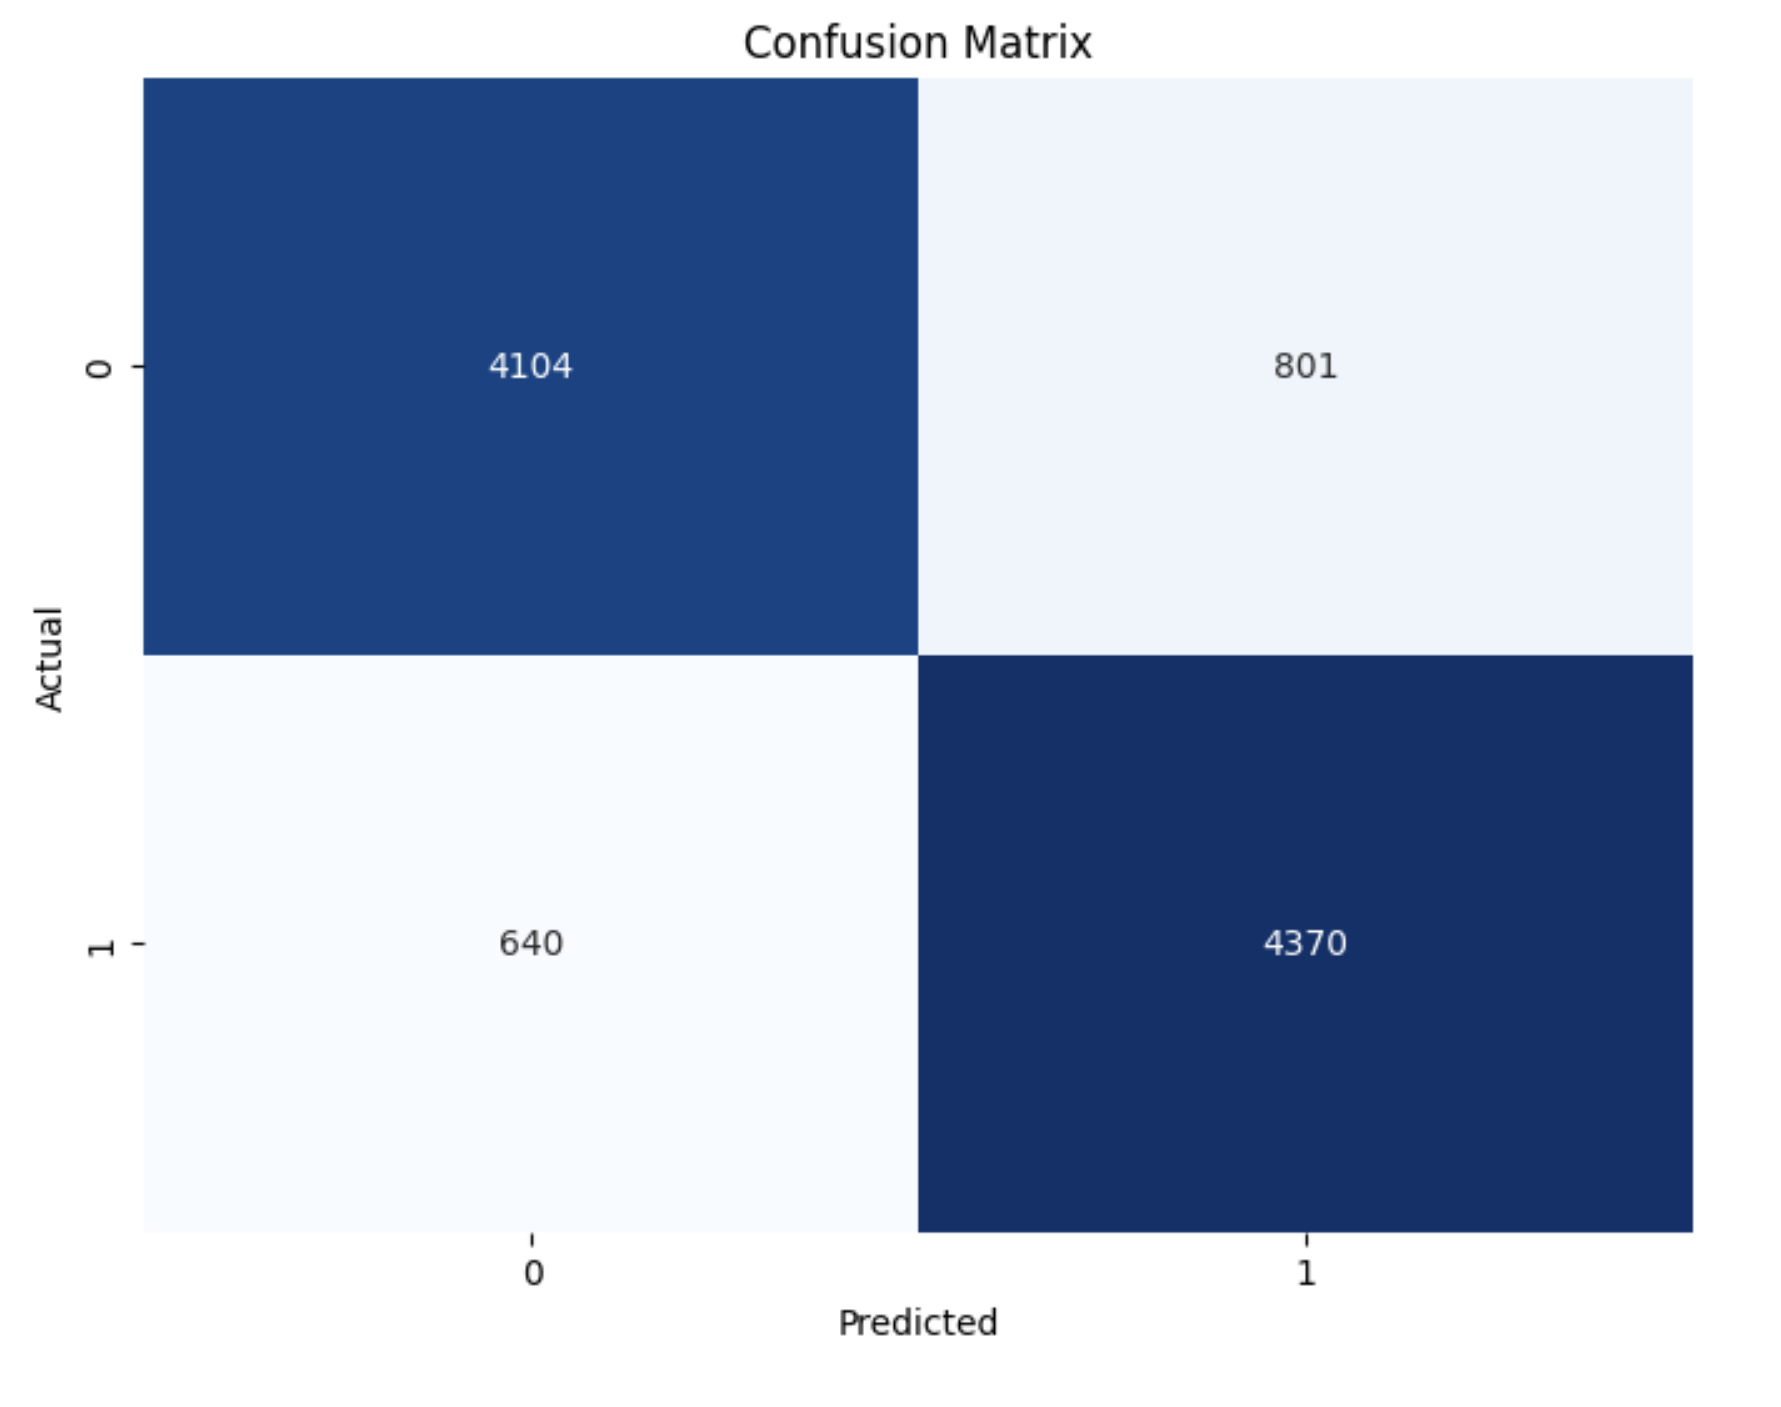 Confusion Matrix
4104 801
0
Actual
640 4370
1
0 1
Predicted